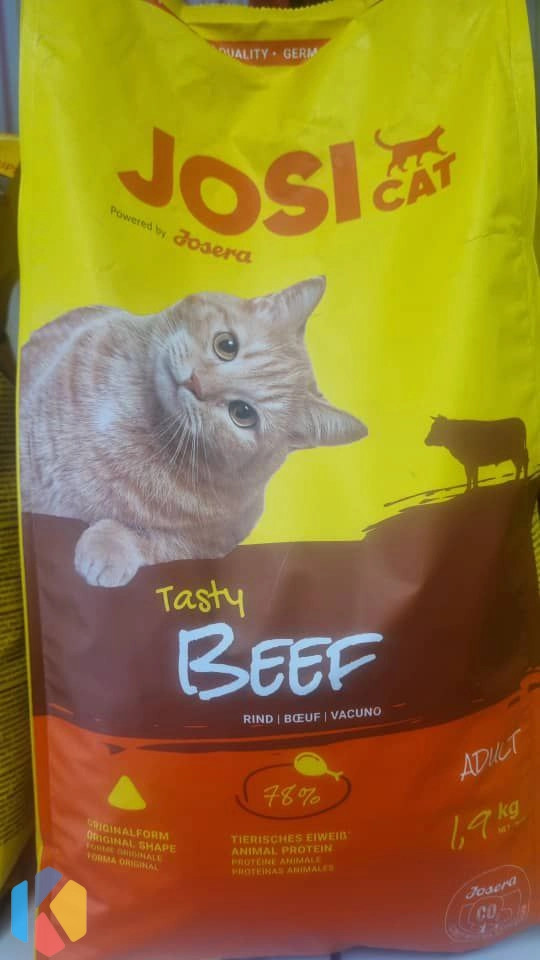 QUALITY • GERM
JOSI
CAT
Powered by Josera
Tasty
BEEF
RIND | BŒUF | VACUNO
ADULT
78%
1,9 kg
ORIGINALFORM
ORIGINAL SHAPE
FORME ORIGINALE
FORMA ORIGINAL
TIERISCHES EIWEIß*
ANIMAL PROTEIN
PROTÉINE ANIMALE
PROTEÍNAS ANIMALES
Josera
CO